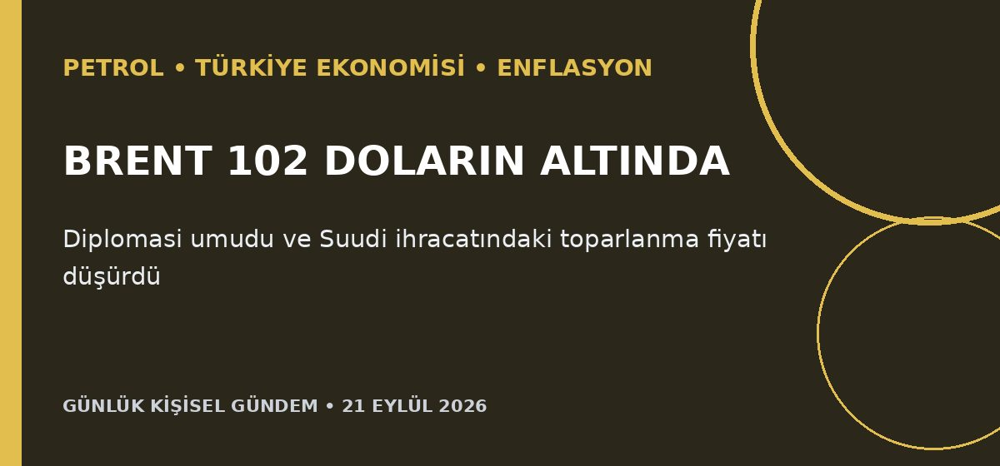 PETROL • TÜRKİYE EKONOMİSİ • ENFLASYON
BRENT 102 DOLARIN ALTINDA
Diplomasi umudu ve Suudi ihracatındaki toparlanma fiyatı
düşürdü
GÜNLÜK KİŞİSEL GÜNDEM • 21 EYLÜL 2026